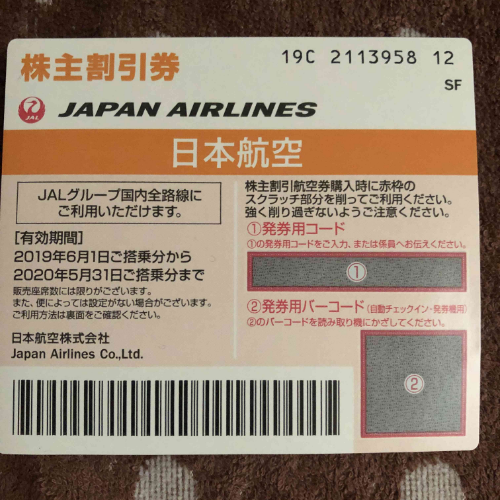 株主割引券
19C 2113958 12
SF
JAL JAPAN AIRLINES
日本航空
JALグループ国内全路線に
ご利用いただけます。
[有効期間]
2019年6月1日ご搭乗分から
2020年5月31日ご搭乗分まで
販売座席数には限りがございます。
また、便によっては設定がない場合がございます。
ご利用方法は裏面をご確認ください。
日本航空株式会社
Japan Airlines Co.,Ltd.
株主割引航空券購入時に赤枠の
スクラッチ部分を削ってご利用ください。
強く削り過ぎないようご注意ください。
①発券用コード
①の発券用コードをご入力、または係員へお伝えください。
①
②発券用バーコード(自動チェックイン・発券機用)
②のバーコードを読み取り機にかざしてください。
②